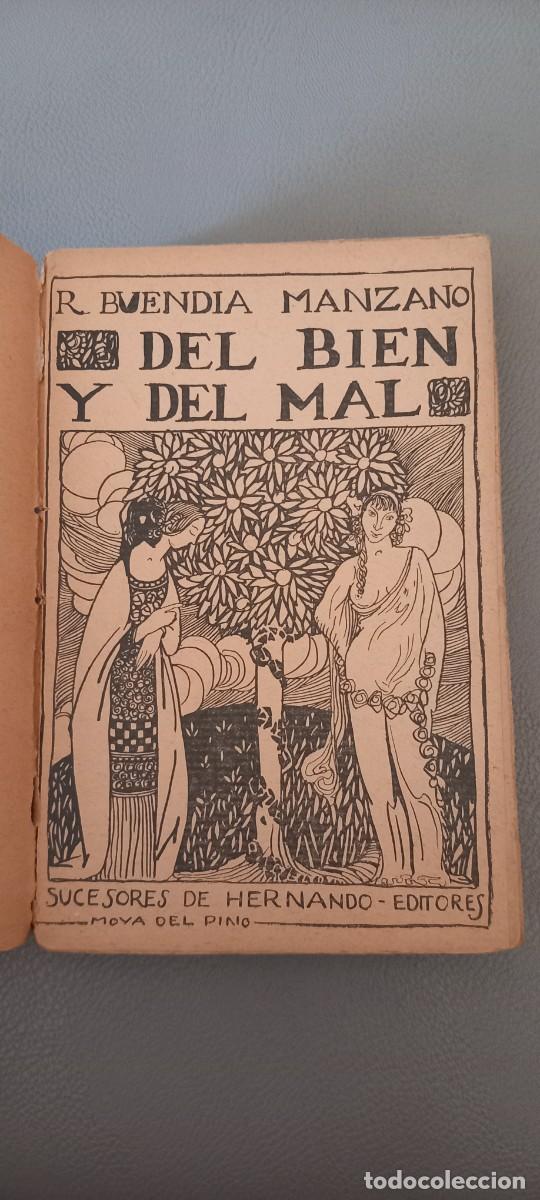 R. BUENDIA MANZANO
DEL BIEN
Y DEL MAL
SUCESORES DE HERNANDO - EDITORES
MOYA DEL PINO
todocoleccion